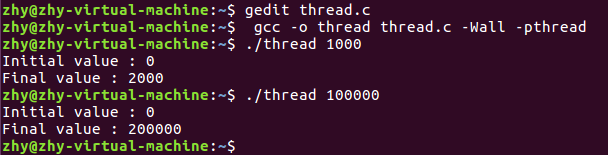 zhy@zhy-virtual-machine:~$ gedit thread.c
zhy@zhy-virtual-machine:~$  gcc -o thread thread.c -Wall -pthread
zhy@zhy-virtual-machine:~$ ./thread 1000
Initial value : 0
Final value : 2000
zhy@zhy-virtual-machine:~$ ./thread 100000
Initial value : 0
Final value : 200000
zhy@zhy-virtual-machine:~$